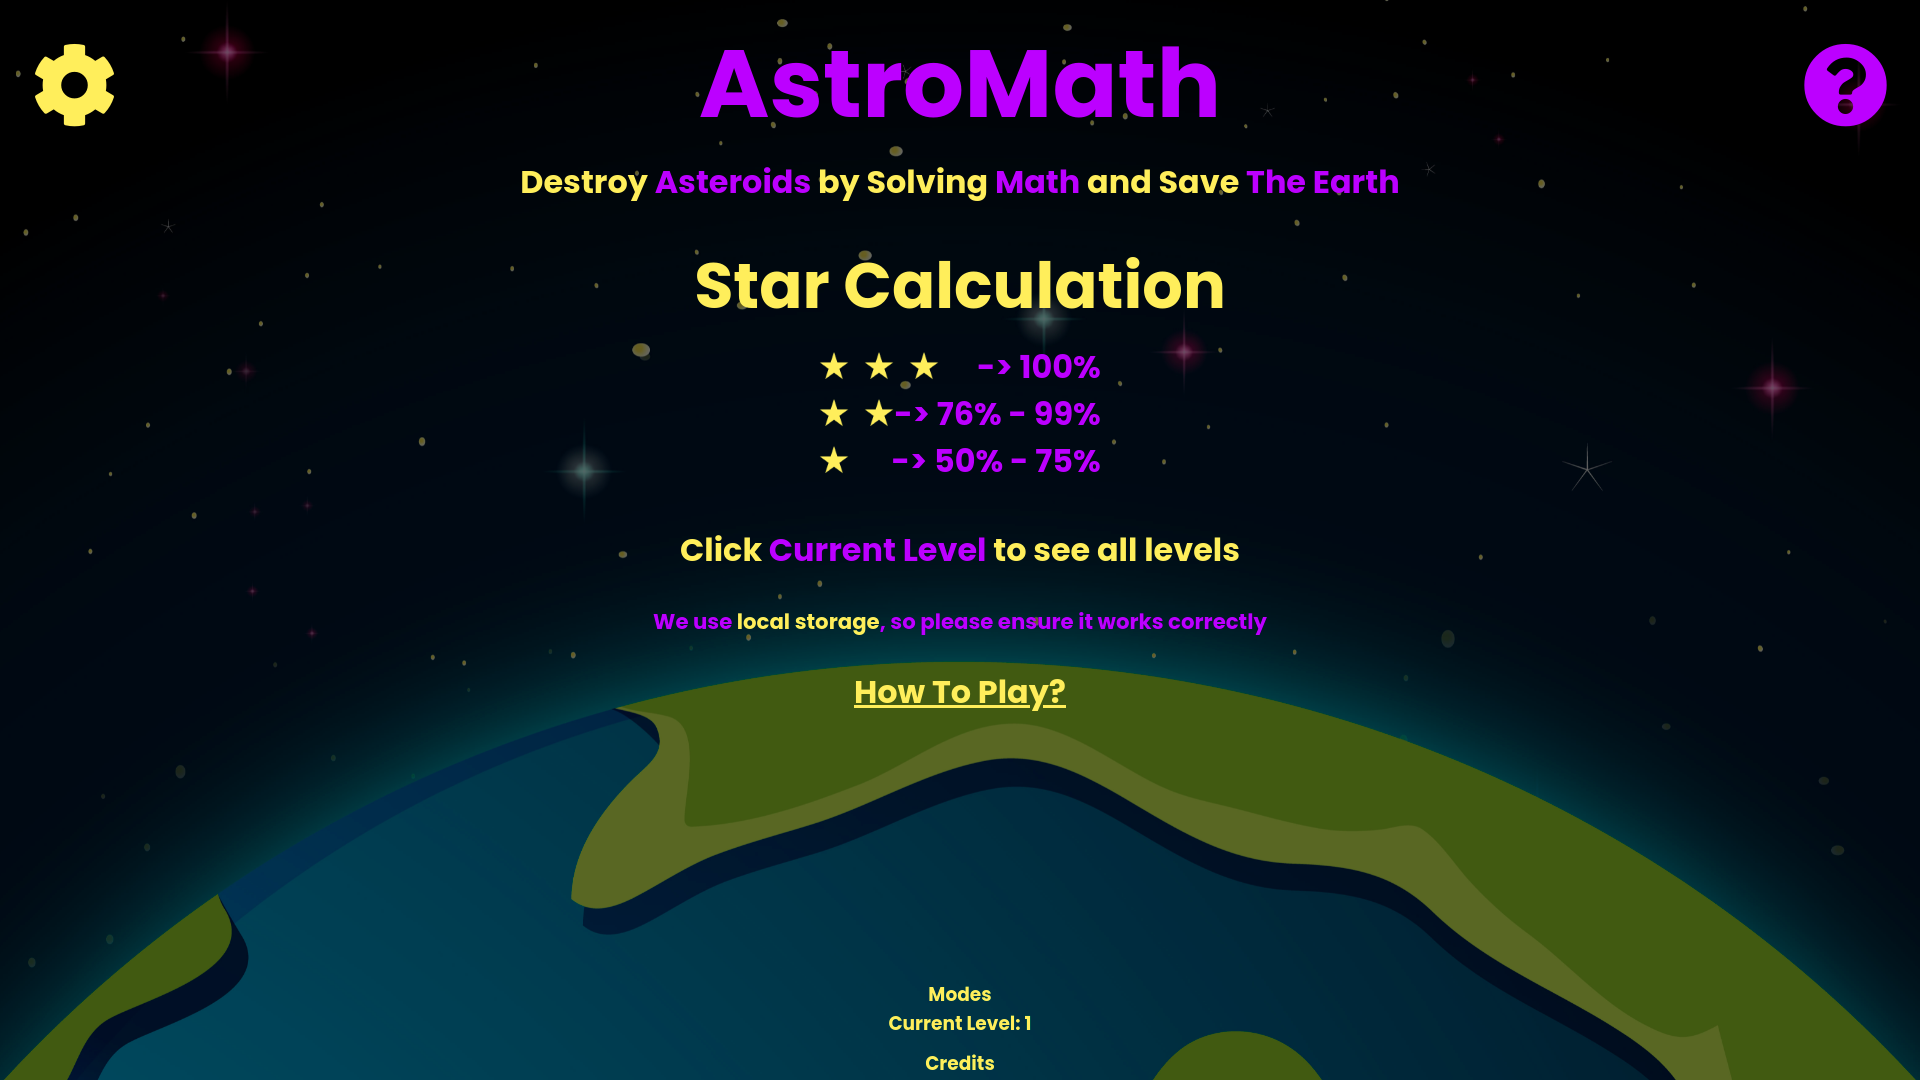 AstroMath
Destroy Asteroids by Solving Math and Save The Earth
Star Calculation
★ ★ ★ -> 100%
★ ★ -> 76% - 99%
★ -> 50% - 75%
Click Current Level to see all levels
We use local storage, so please ensure it works correctly
How To Play?
Modes
Current Level: 1
Credits